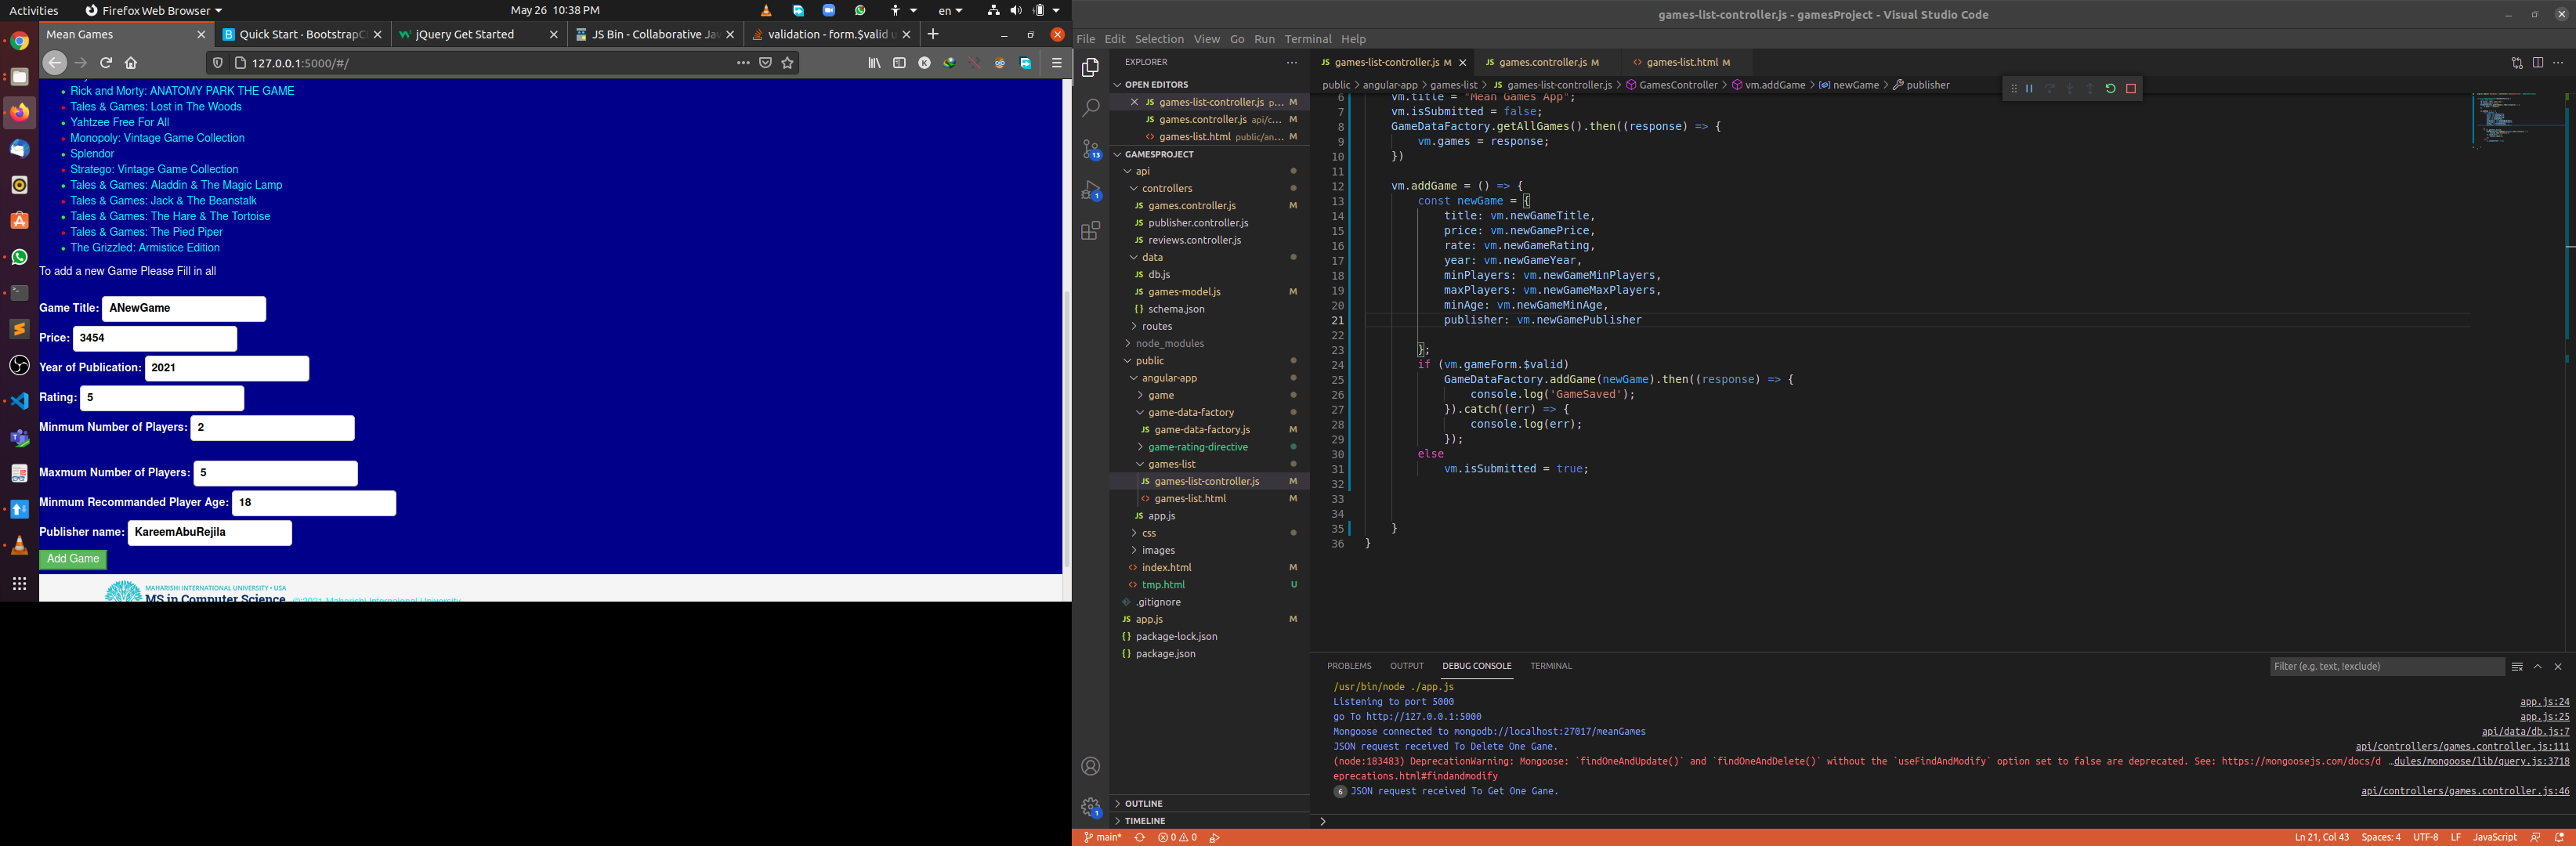 Activities
Firefox Web Browser
May 26 10:38 PM
en
Mean Games
Quick Start · BootstrapC
jQuery Get Started
JS Bin - Collaborative Jav
validation - form.$valid u
127.0.0.1:5000/#/
Rick and Morty: ANATOMY PARK THE GAME
Tales & Games: Lost in The Woods
Yahtzee Free For All
Monopoly: Vintage Game Collection
Splendor
Stratego: Vintage Game Collection
Tales & Games: Aladdin & The Magic Lamp
Tales & Games: Jack & The Beanstalk
Tales & Games: The Hare & The Tortoise
Tales & Games: The Pied Piper
The Grizzled: Armistice Edition
To add a new Game Please Fill in all
Game Title: ANewGame
Price: 3454
Year of Publication: 2021
Rating: 5
Minmum Number of Players: 2
Maxmum Number of Players: 5
Minmum Recommanded Player Age: 18
Publisher name: KareemAbuRejila
Add Game
MAHARISHI INTERNATIONAL UNIVERSITY • USA
MS in Computer Science
© 2021 Maharishi Internaional University
games-list-controller.js - gamesProject - Visual Studio Code
File Edit Selection View Go Run Terminal Help
EXPLORER
OPEN EDITORS
games-list-controller.js p... M
games.controller.js api/c... M
games-list.html public/an... M
GAMESPROJECT
api
controllers
games.controller.js M
publisher.controller.js
reviews.controller.js
data
db.js
games-model.js M
schema.json
routes
node_modules
public
angular-app
game
game-data-factory
game-data-factory.js M
game-rating-directive
games-list
games-list-controller.js M
games-list.html M
app.js
css
images
index.html M
tmp.html U
.gitignore
app.js M
package-lock.json
package.json
OUTLINE
TIMELINE
13
1
1
games-list-controller.js M
games.controller.js M
games-list.html M
public > angular-app > games-list > games-list-controller.js > GamesController > vm.addGame > newGame > publisher
6 vm.title = "Mean Games App";
7 vm.isSubmitted = false;
8 GameDataFactory.getAllGames().then((response) => {
9 vm.games = response;
10 })
11
12 vm.addGame = () => {
13 const newGame = {
14 title: vm.newGameTitle,
15 price: vm.newGamePrice,
16 rate: vm.newGameRating,
17 year: vm.newGameYear,
18 minPlayers: vm.newGameMinPlayers,
19 maxPlayers: vm.newGameMaxPlayers,
20 minAge: vm.newGameMinAge,
21 publisher: vm.newGamePublisher
22
23 };
24 if (vm.gameForm.$valid)
25 GameDataFactory.addGame(newGame).then((response) => {
26 console.log('GameSaved');
27 }).catch((err) => {
28 console.log(err);
29 });
30 else
31 vm.isSubmitted = true;
32
33
34
35 }
36 }
PROBLEMS OUTPUT DEBUG CONSOLE TERMINAL
Filter (e.g. text, !exclude)
/usr/bin/node ./app.js
Listening to port 5000 app.js:24
go To http://127.0.0.1:5000 app.js:25
Mongoose connected to mongodb://localhost:27017/meanGames api/data/db.js:7
JSON request received To Delete One Gane. api/controllers/games.controller.js:111
(node:183483) DeprecationWarning: Mongoose: `findOneAndUpdate()` and `findOneAndDelete()` without the `useFindAndModify` option set to false are deprecated. See: https://mongoosejs.com/docs/d …dules/mongoose/lib/query.js:3718
eprecations.html#findandmodify
6 JSON request received To Get One Gane. api/controllers/games.controller.js:46
main*
0 0
Ln 21, Col 43 Spaces: 4 UTF-8 LF JavaScript